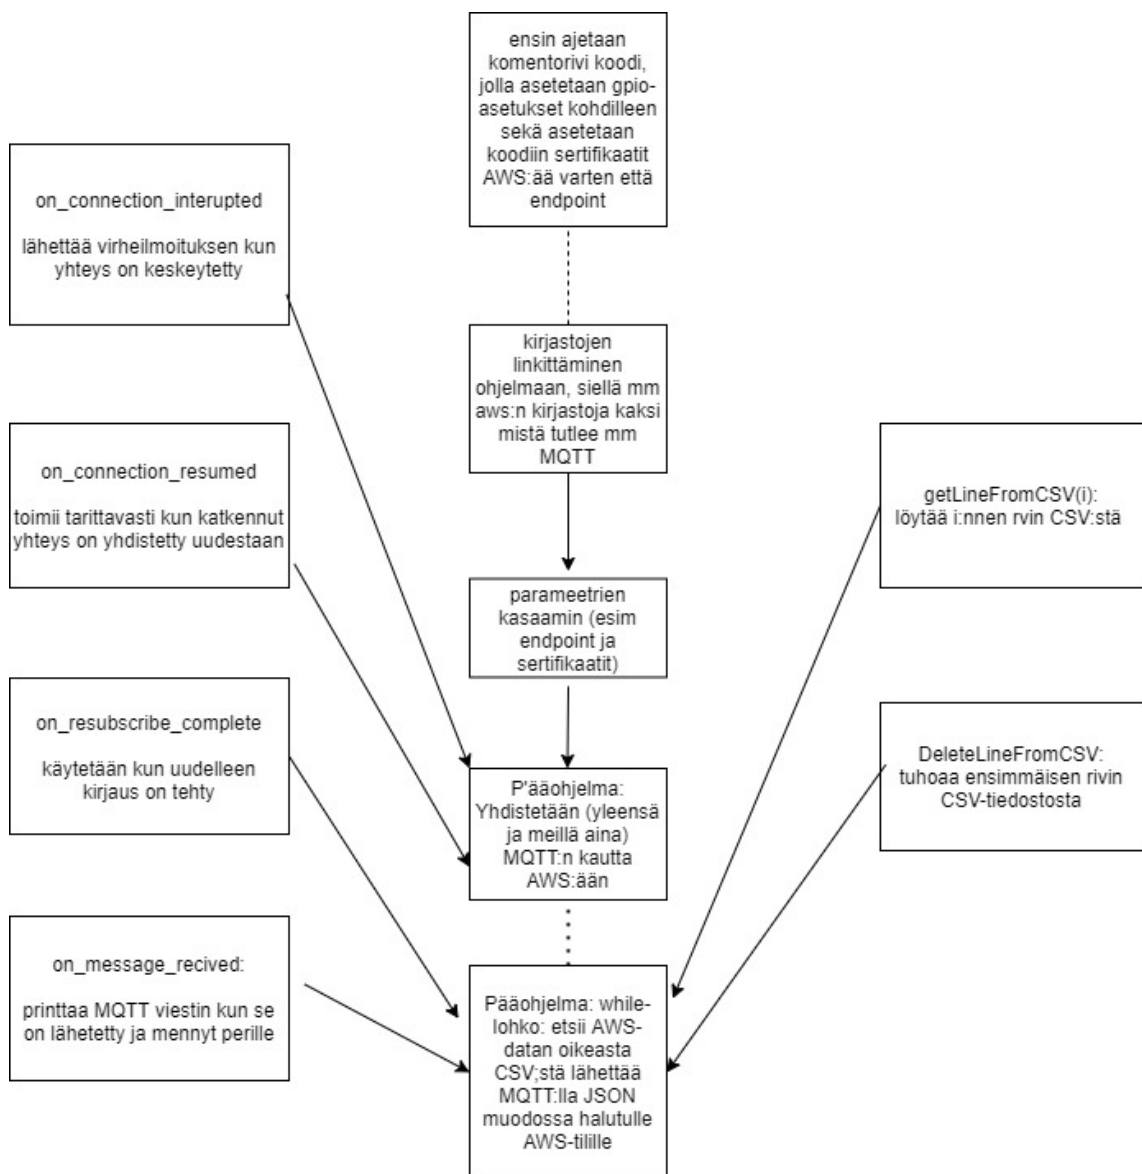 ensin ajetaan
komentorivi koodi,
jolla asetetaan gpio-
asetukset kohdilleen
sekä asetetaan
koodiin sertifikaatit
AWS:ää varten että
endpoint
on_connection_interupted
lähettää virheilmoituksen kun
yhteys on keskeytetty
kirjastojen
linkittäminen
ohjelmaan, siellä mm
aws:n kirjastoja kaksi
mistä tutlee mm
MQTT
on_connection_resumed
toimii tarittavasti kun katkennut
yhteys on yhdistetty uudestaan
getLineFromCSV(i):
löytää i:nnen rvin CSV:stä
parameetrien
kasaamin (esim
endpoint ja
sertifikaatit)
on_resubscribe_complete
käytetään kun uudelleen
kirjaus on tehty
DeleteLineFromCSV:
tuhoaa ensimmäisen rivin
CSV-tiedostosta
P'ääohjelma:
Yhdistetään (yleensä
ja meillä aina)
MQTT:n kautta
AWS:ään
on_message_recived:
printtaa MQTT viestin kun se
on lähetetty ja mennyt perille
Pääohjelma: while-
lohko: etsii AWS-
datan oikeasta
CSV;stä lähettää
MQTT:lla JSON
muodossa halutulle
AWS-tilille